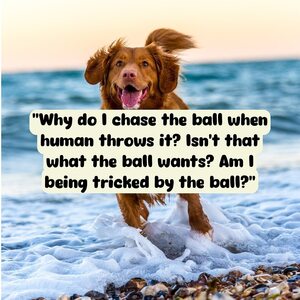 "Why do I chase the ball when
human throws it? Isn't that
what the ball wants? Am I
being tricked by the ball?"